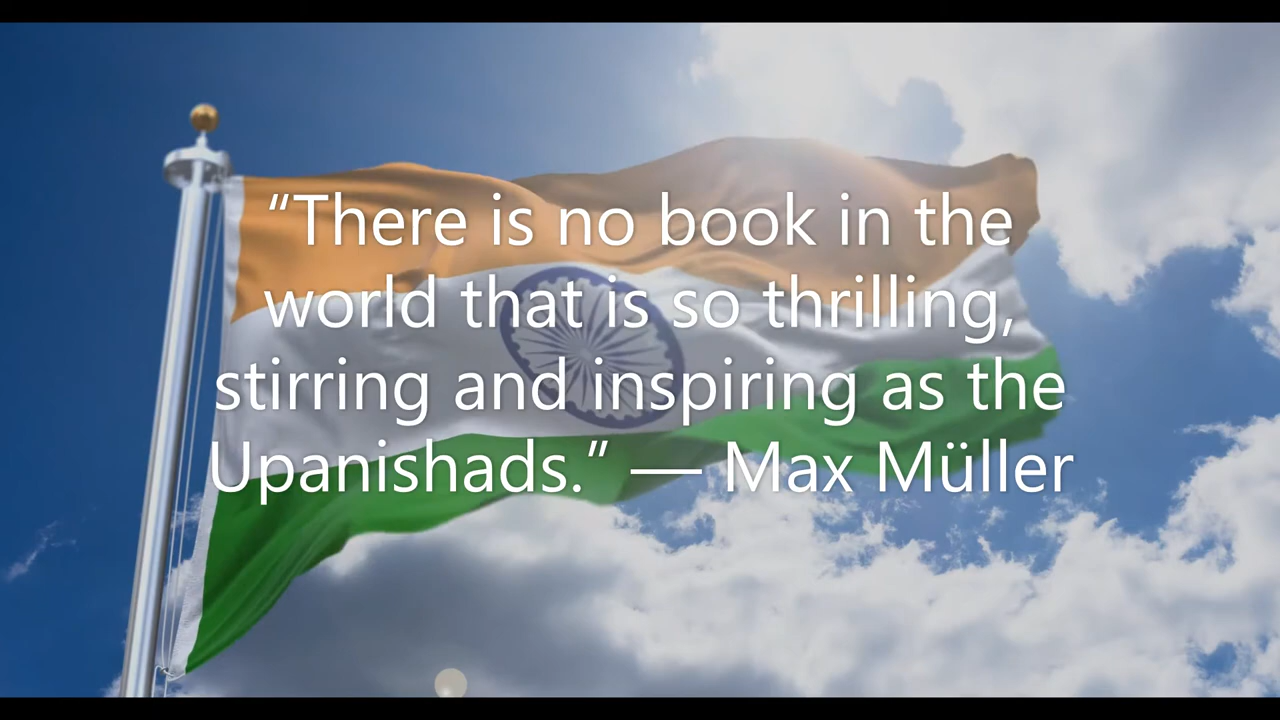 “There is no book in the
world that is so thrilling,
stirring and inspiring as the
Upanishads.” — Max Müller